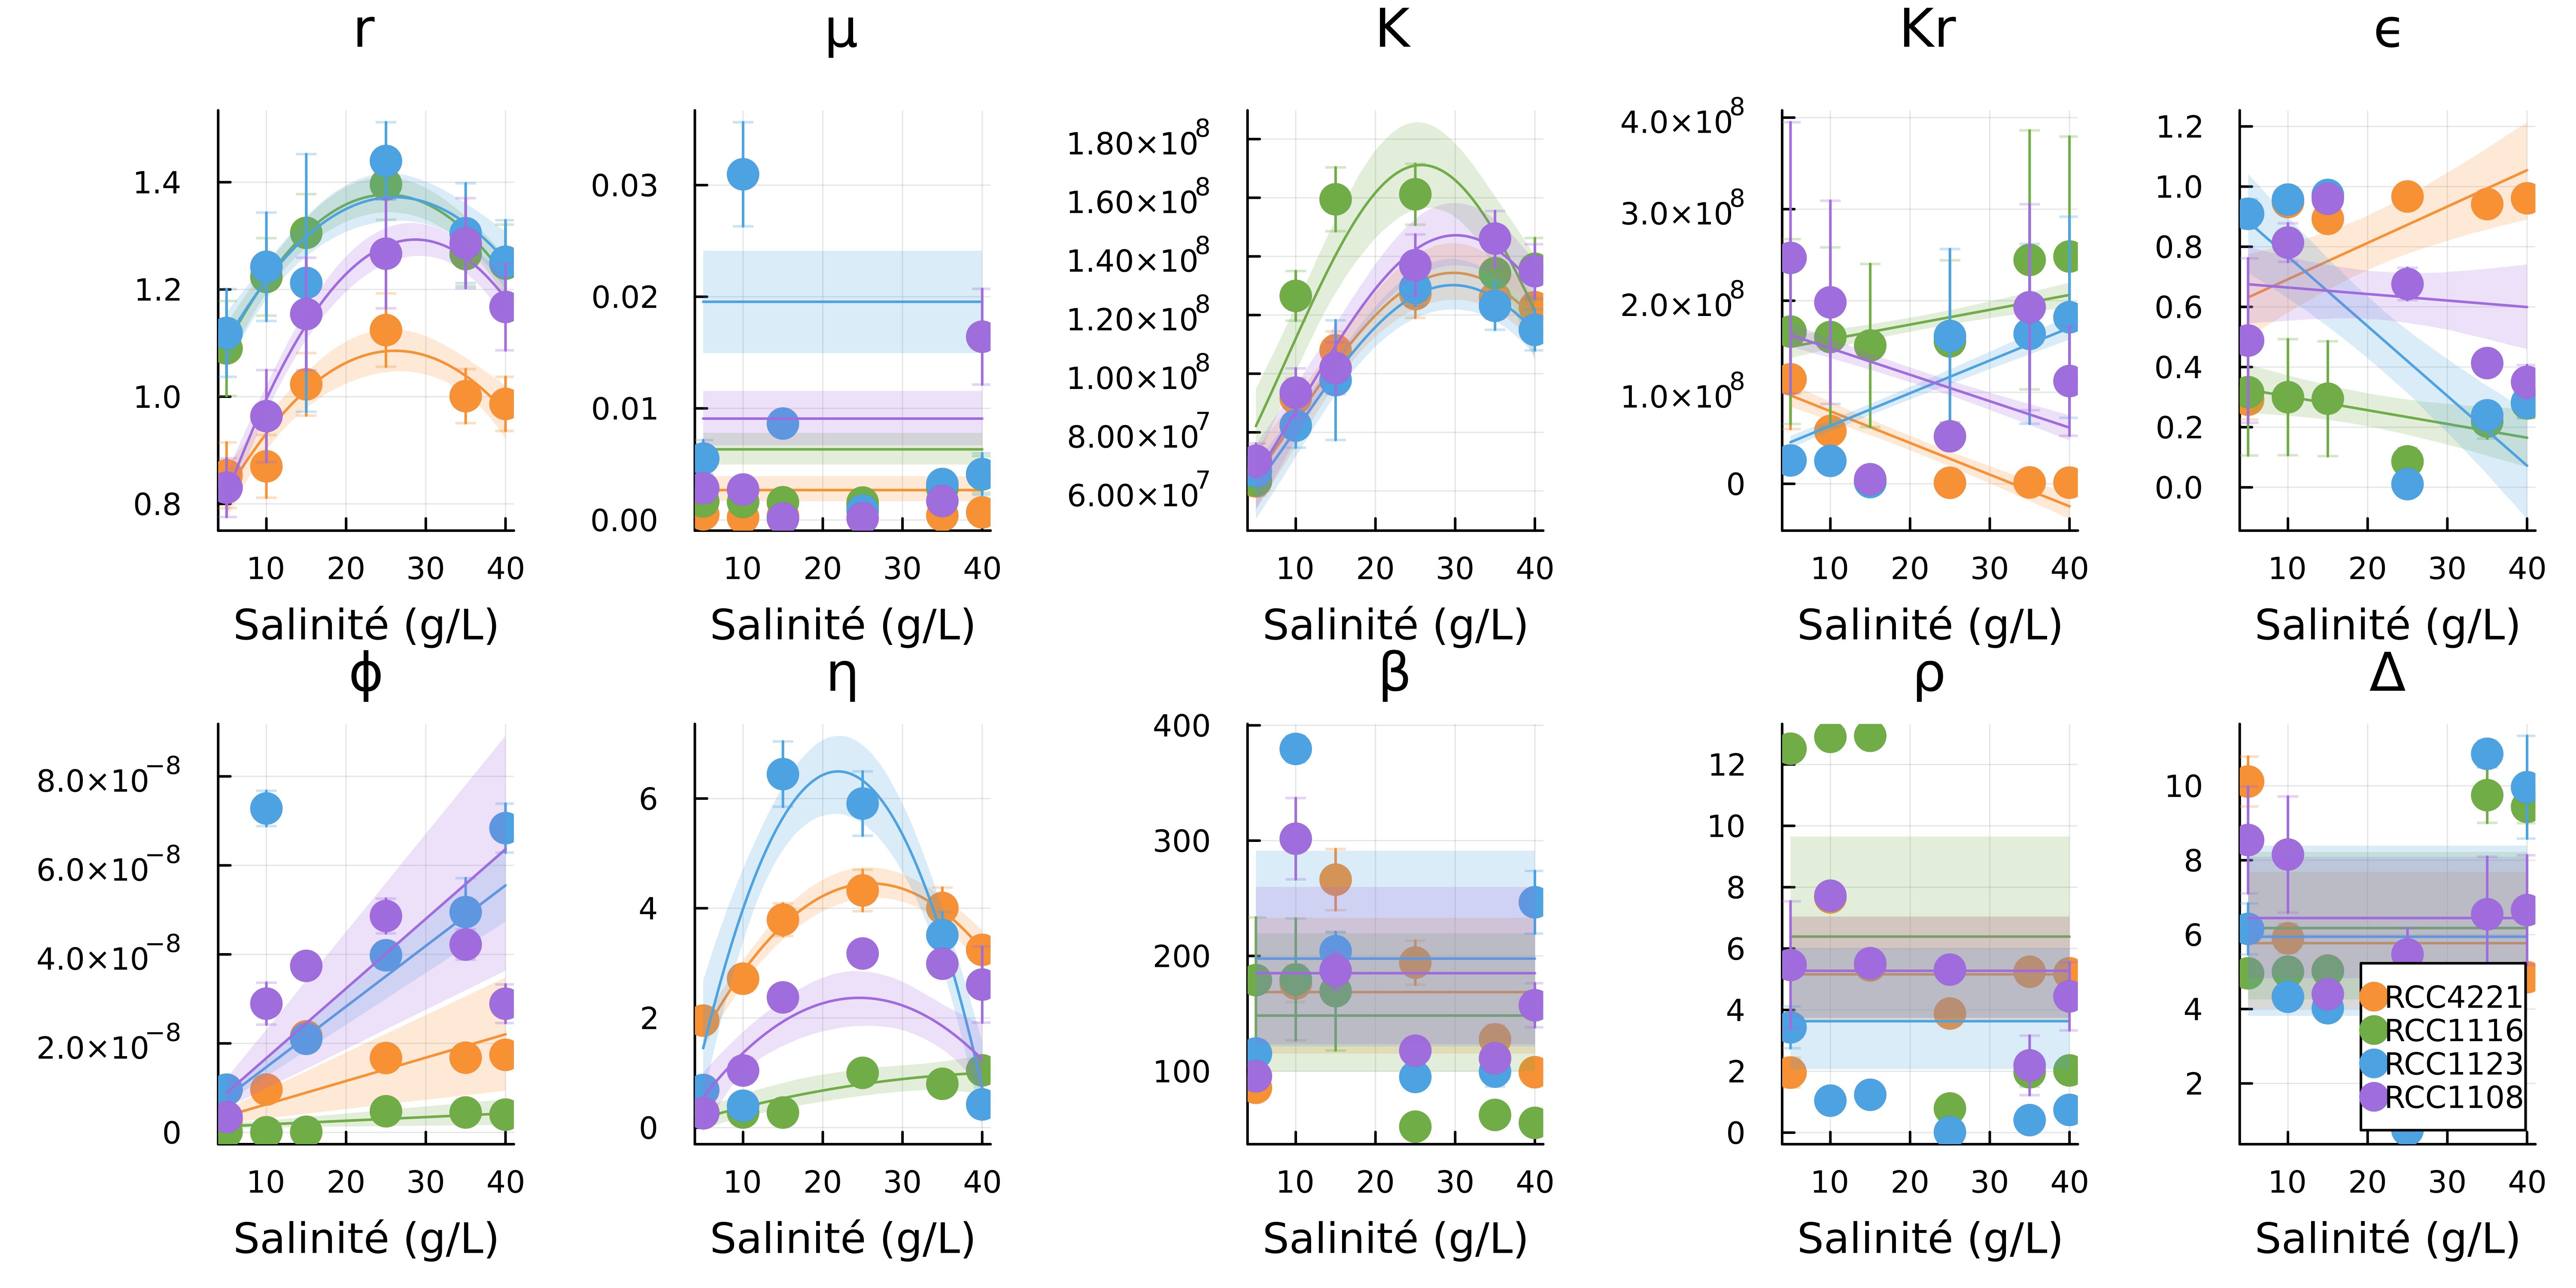 r
μ
K
Kr
ϵ
1.4
1.2
1.0
0.8
10 20 30 40
Salinité (g/L)
0.03
0.02
0.01
0.00
10 20 30 40
Salinité (g/L)
1.80×10⁸
1.60×10⁸
1.40×10⁸
1.20×10⁸
1.00×10⁸
8.00×10⁷
6.00×10⁷
10 20 30 40
Salinité (g/L)
4.0×10⁸
3.0×10⁸
2.0×10⁸
1.0×10⁸
0
10 20 30 40
Salinité (g/L)
1.2
1.0
0.8
0.6
0.4
0.2
0.0
10 20 30 40
Salinité (g/L)
ϕ
η
β
ρ
Δ
8.0×10⁻⁸
6.0×10⁻⁸
4.0×10⁻⁸
2.0×10⁻⁸
0
10 20 30 40
Salinité (g/L)
6
4
2
0
10 20 30 40
Salinité (g/L)
400
300
200
100
10 20 30 40
Salinité (g/L)
12
10
8
6
4
2
0
10 20 30 40
Salinité (g/L)
10
8
6
4
2
10 20 30 40
Salinité (g/L)
RCC4221
RCC1116
RCC1123
RCC1108